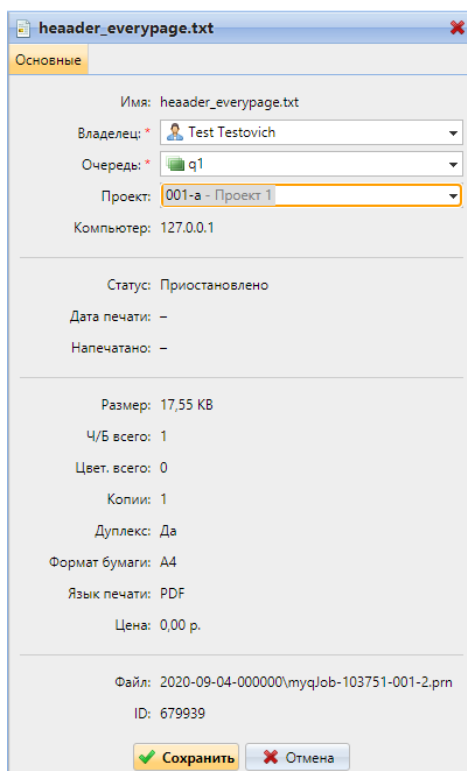 heaader_everypage.txt
Основные
Имя: heaader_everypage.txt
Владелец: * Test Testovich
Очередь: * q1
Проект: 001-a - Проект 1
Компьютер: 127.0.0.1
Статус: Приостановлено
Дата печати: –
Напечатано: –
Размер: 17,55 KB
Ч/Б всего: 1
Цвет. всего: 0
Копии: 1
Дуплекс: Да
Формат бумаги: A4
Язык печати: PDF
Цена: 0,00 р.
Файл: 2020-09-04-000000\myqJob-103751-001-2.prn
ID: 679939
Сохранить Отмена